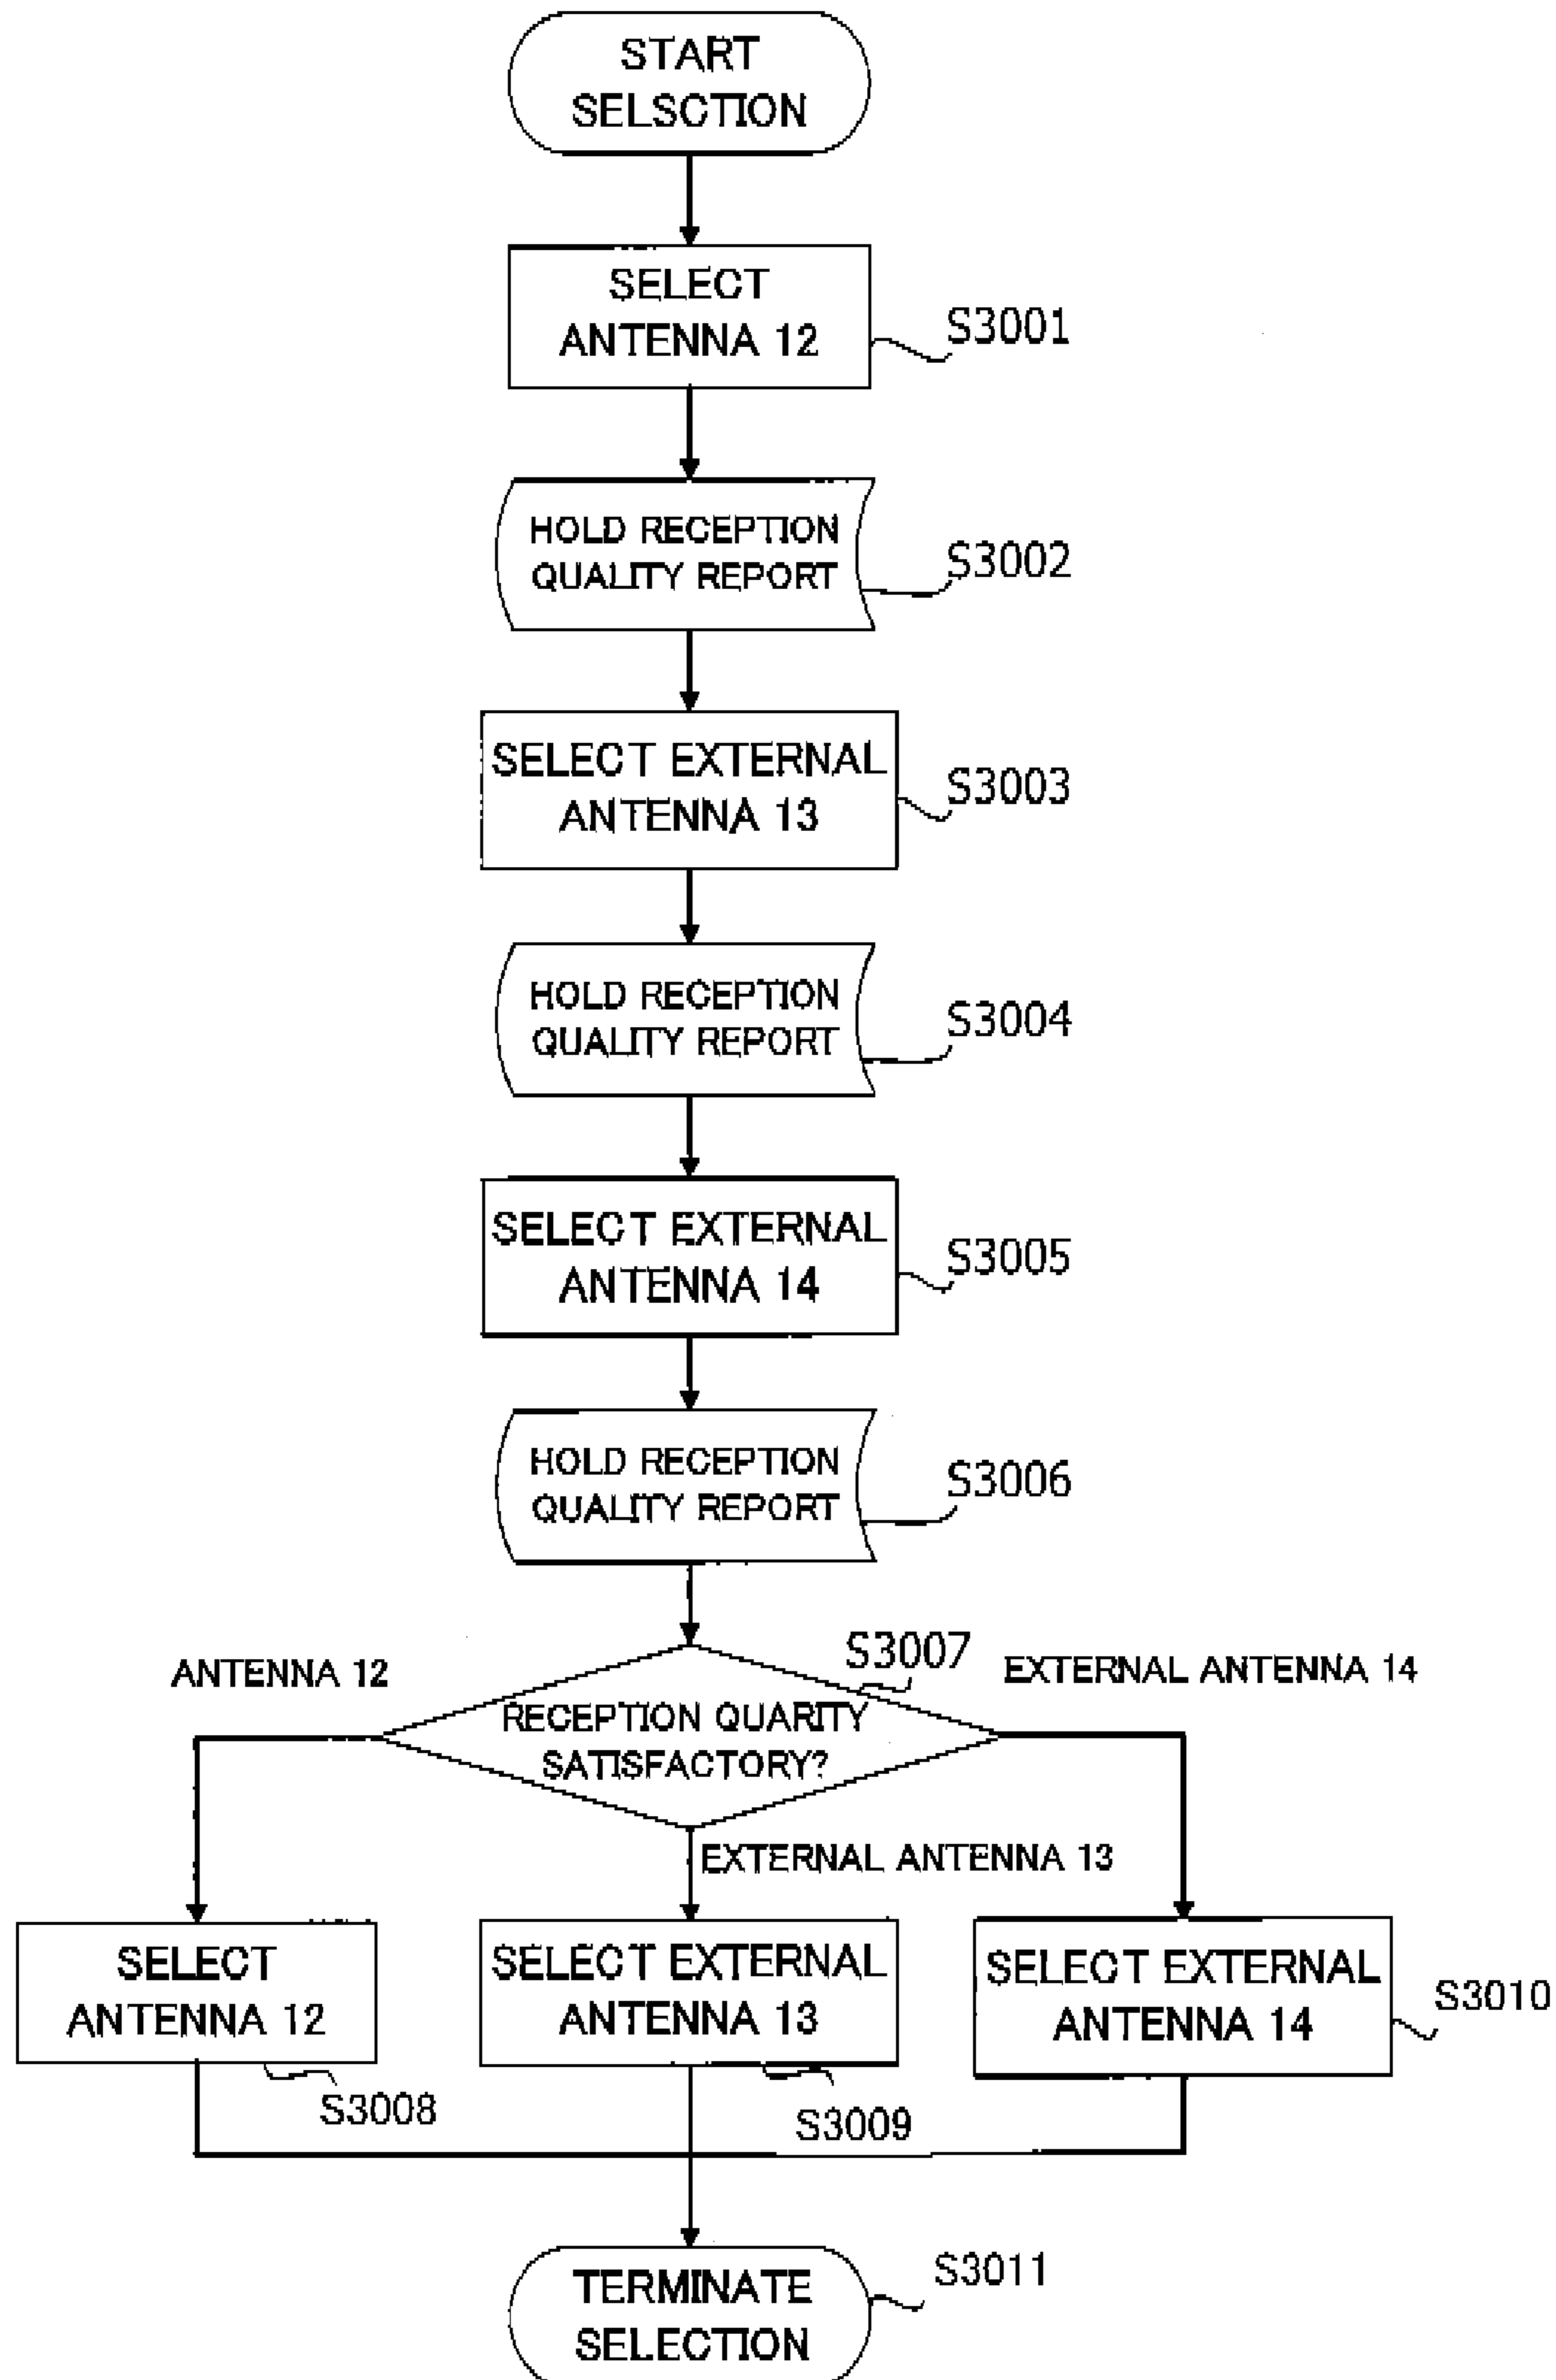 START
SELSCTION
SELECT
ANTENNA 12
S3001
HOLD RECEPTION
QUALITY REPORT
S3002
SELECT EXTERNAL
ANTENNA 13
S3003
HOLD RECEPTION
QUALITY REPORT
S3004
SELECT EXTERNAL
ANTENNA 14
S3005
HOLD RECEPTION
QUALITY REPORT
S3006
S3007
ANTENNA 12
EXTERNAL ANTENNA 14
RECEPTION QUARITY
SATISFACTORY?
EXTERNAL ANTENNA 13
SELECT
ANTENNA 12
S3008
SELECT EXTERNAL
ANTENNA 13
S3009
SELECT EXTERNAL
ANTENNA 14
S3010
TERMINATE
SELECTION
S3011